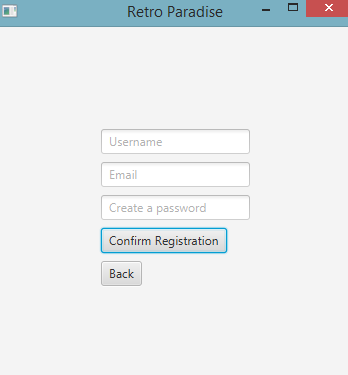 Retro Paradise
Username
Email
Create a password
Confirm Registration
Back